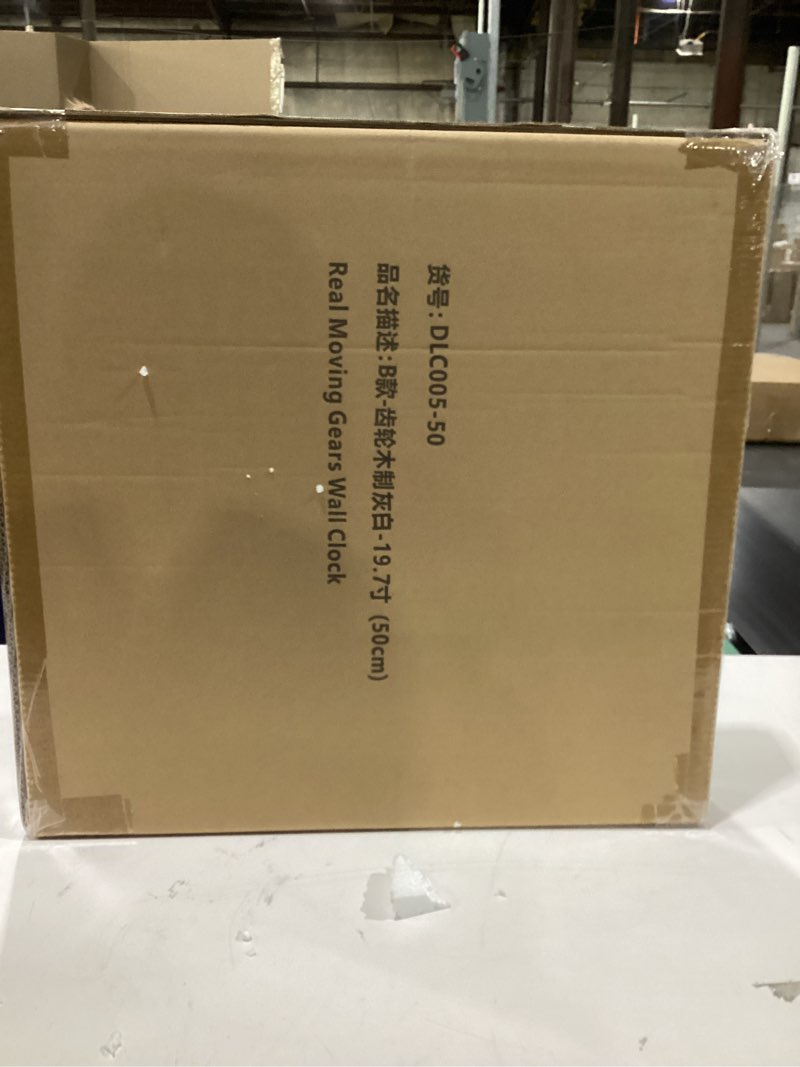 货号: DLC005-50
品名描述:B款-齿轮木制灰白-19.7寸 (50cm)
Real Moving Gears Wall Clock